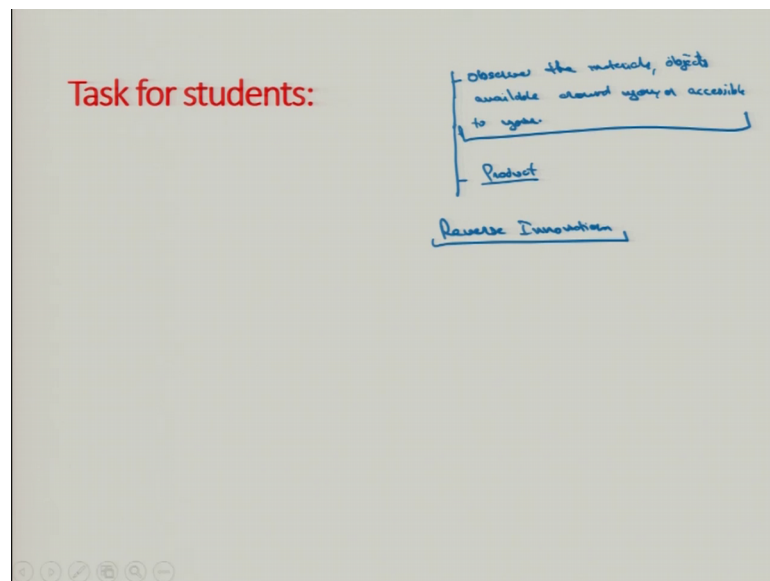 Task for students:
- Observe the materials, objects
available around you, or accessible
to you.
- Product
Reverse Innovation